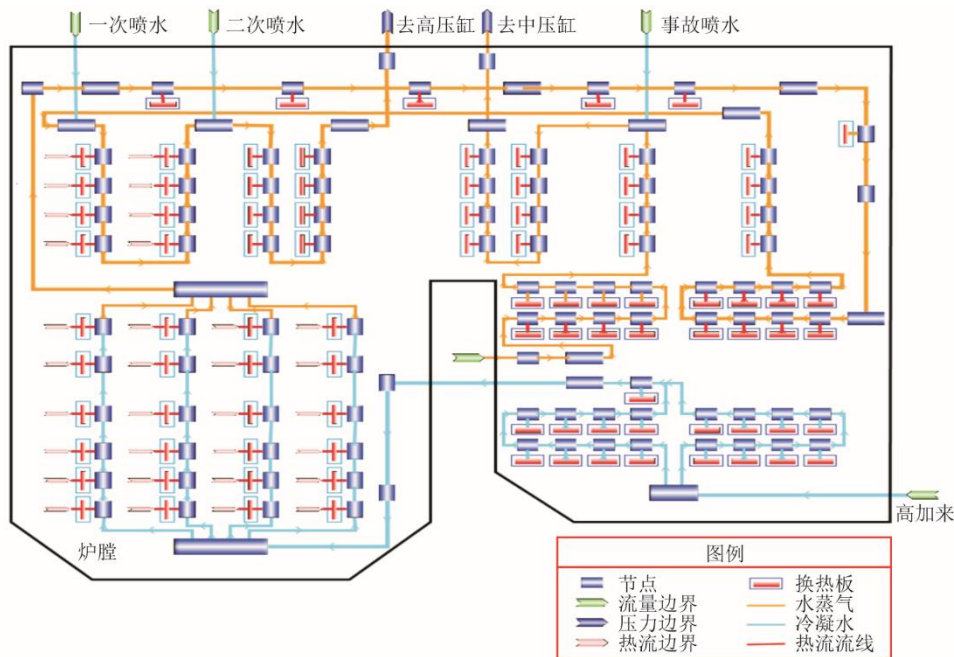 一次喷水
二次喷水
去高压缸
去中压缸
事故喷水
高加来
炉膛
图例
节点
换热板
流量边界
水蒸气
压力边界
冷凝水
热流边界
热流流线